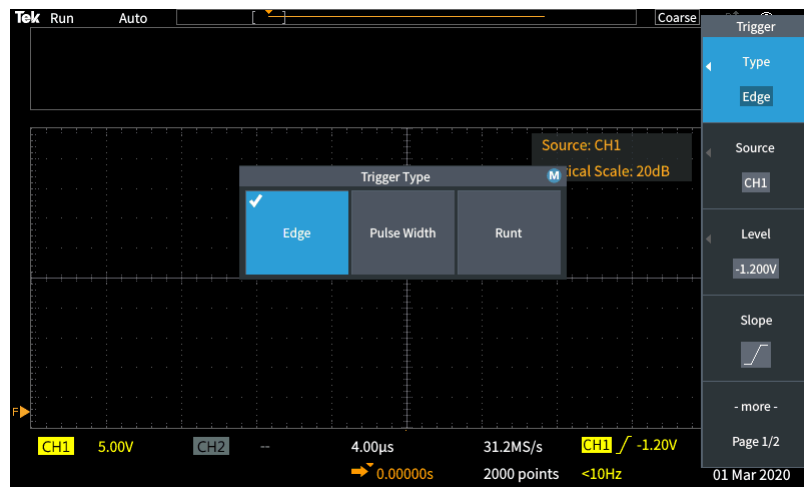 Tek Run Auto Coarse
Trigger
Type
Edge
Source
CH1
Level
-1.200V
Slope
- more -
Page 1/2
Source: CH1
ical Scale: 20dB
Trigger Type M
Edge Pulse Width Runt
F
CH1 5.00V CH2 -- 4.00µs 31.2MS/s CH1 -1.20V
0.00000s 2000 points <10Hz 01 Mar 2020